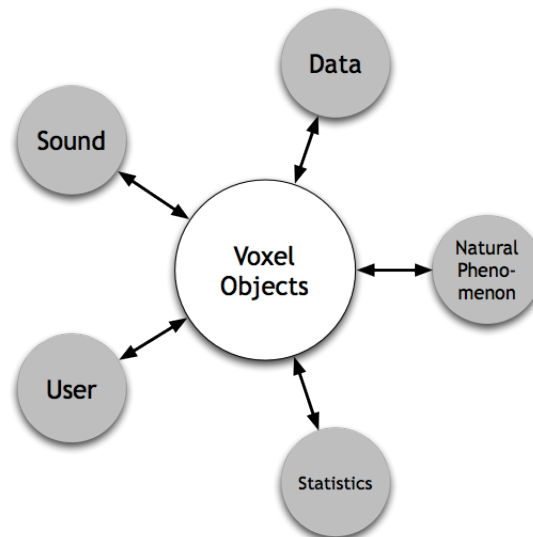 Data
Sound
Voxel
Objects
Natural
Pheno-
menon
User
Statistics